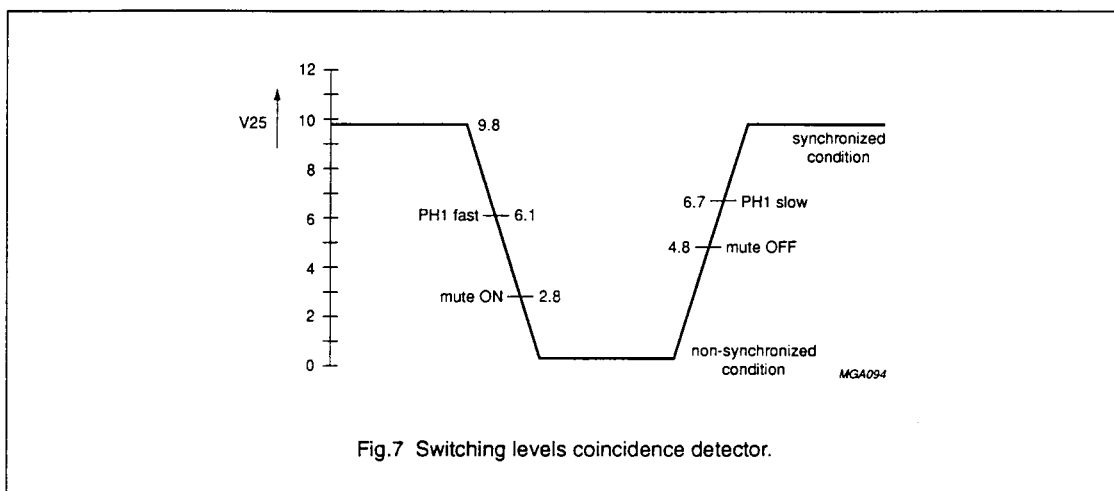 12
V25
10
9.8
synchronized
condition
8
6.7 PH1 slow
PH1 fast 6.1
6
4.8 mute OFF
4
mute ON 2.8
2
non-synchronized
condition
0
MGA094
Fig.7 Switching levels coincidence detector.